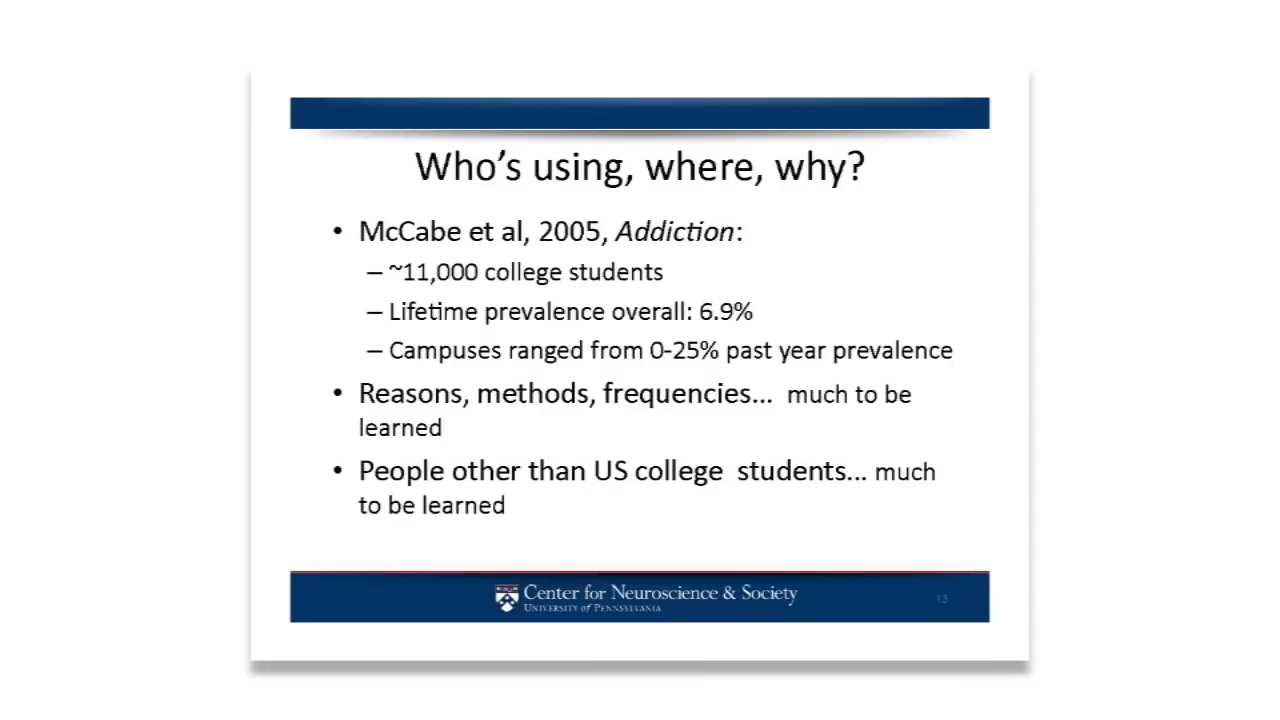 Who's using, where, why?
• McCabe et al, 2005, Addiction:
– ~11,000 college students
– Lifetime prevalence overall: 6.9%
– Campuses ranged from 0-25% past year prevalence
• Reasons, methods, frequencies... much to be
learned
• People other than US college students... much
to be learned
Center for Neuroscience & Society
University of Pennsylvania
13